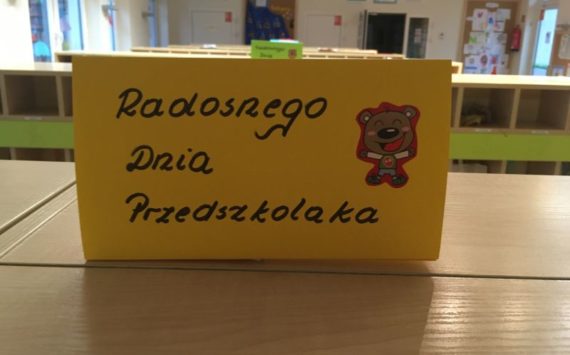 Radosnego
Dnia
Przedszkolaka